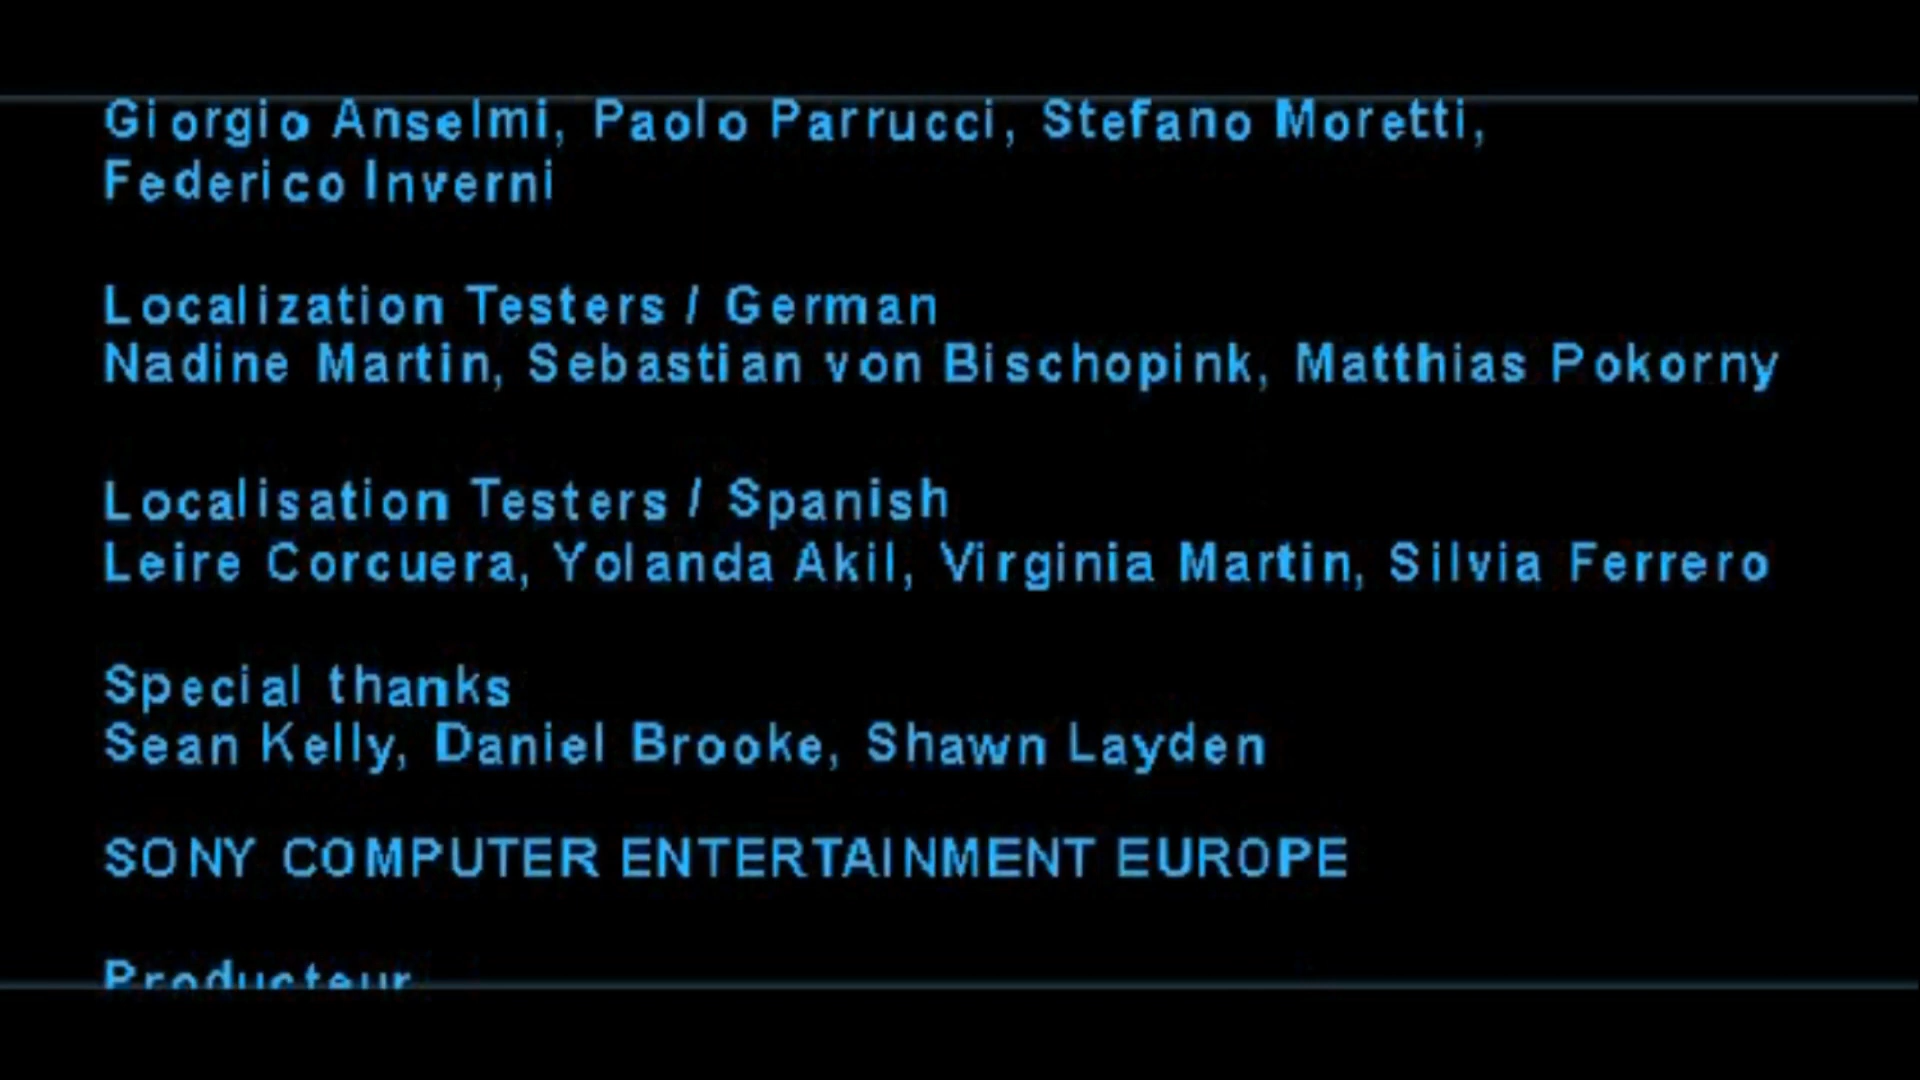 Giorgio Anselmi, Paolo Parrucci, Stefano Moretti,
Federico Inverni
Localization Testers / German
Nadine Martin, Sebastian von Bischopink, Matthias Pokorny
Localisation Testers / Spanish
Leire Corcuera, Yolanda Akil, Virginia Martin, Silvia Ferrero
Special thanks
Sean Kelly, Daniel Brooke, Shawn Layden
SONY COMPUTER ENTERTAINMENT EUROPE
Producteur